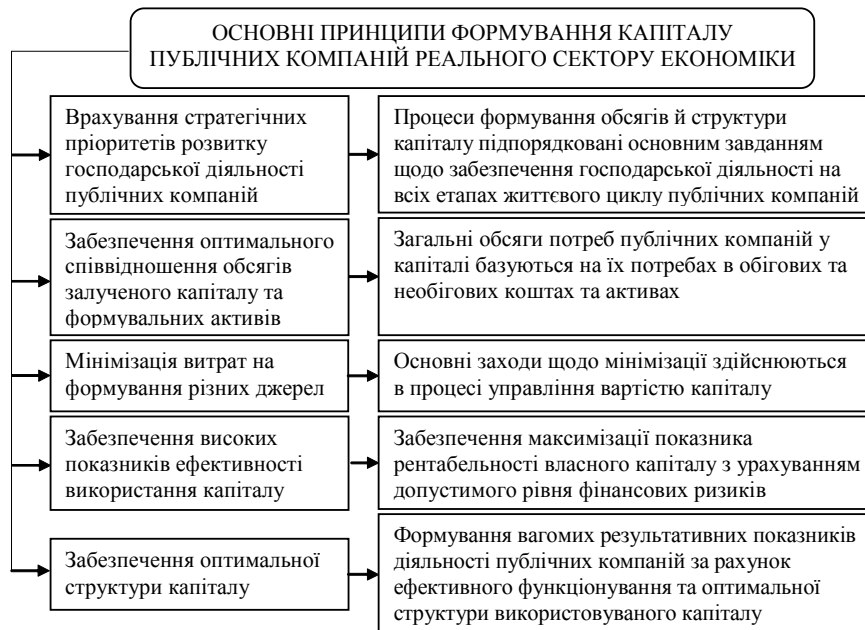 ОСНОВНІ ПРИНЦИПИ ФОРМУВАННЯ КАПІТАЛУ
ПУБЛІЧНИХ КОМПАНІЙ РЕАЛЬНОГО СЕКТОРУ ЕКОНОМІКИ
Врахування стратегічних
пріоритетів розвитку
господарської діяльності
публічних компаній
Процеси формування обсягів й структури
капіталу підпорядковані основним завданням
щодо забезпечення господарської діяльності на
всіх етапах життєвого циклу публічних компаній
Забезпечення оптимального
співвідношення обсягів
залученого капіталу та
формувальних активів
Загальні обсяги потреб публічних компаній у
капіталі базуються на їх потребах в обігових та
необігових коштах та активах
Мінімізація витрат на
формування різних джерел
Основні заходи щодо мінімізації здійснюються
в процесі управління вартістю капіталу
Забезпечення високих
показників ефективності
використання капіталу
Забезпечення максимізації показника
рентабельності власного капіталу з урахуванням
допустимого рівня фінансових ризиків
Забезпечення оптимальної
структури капіталу
Формування вагомих результативних показників
діяльності публічних компаній за рахунок
ефективного функціонування та оптимальної
структури використовуваного капіталу